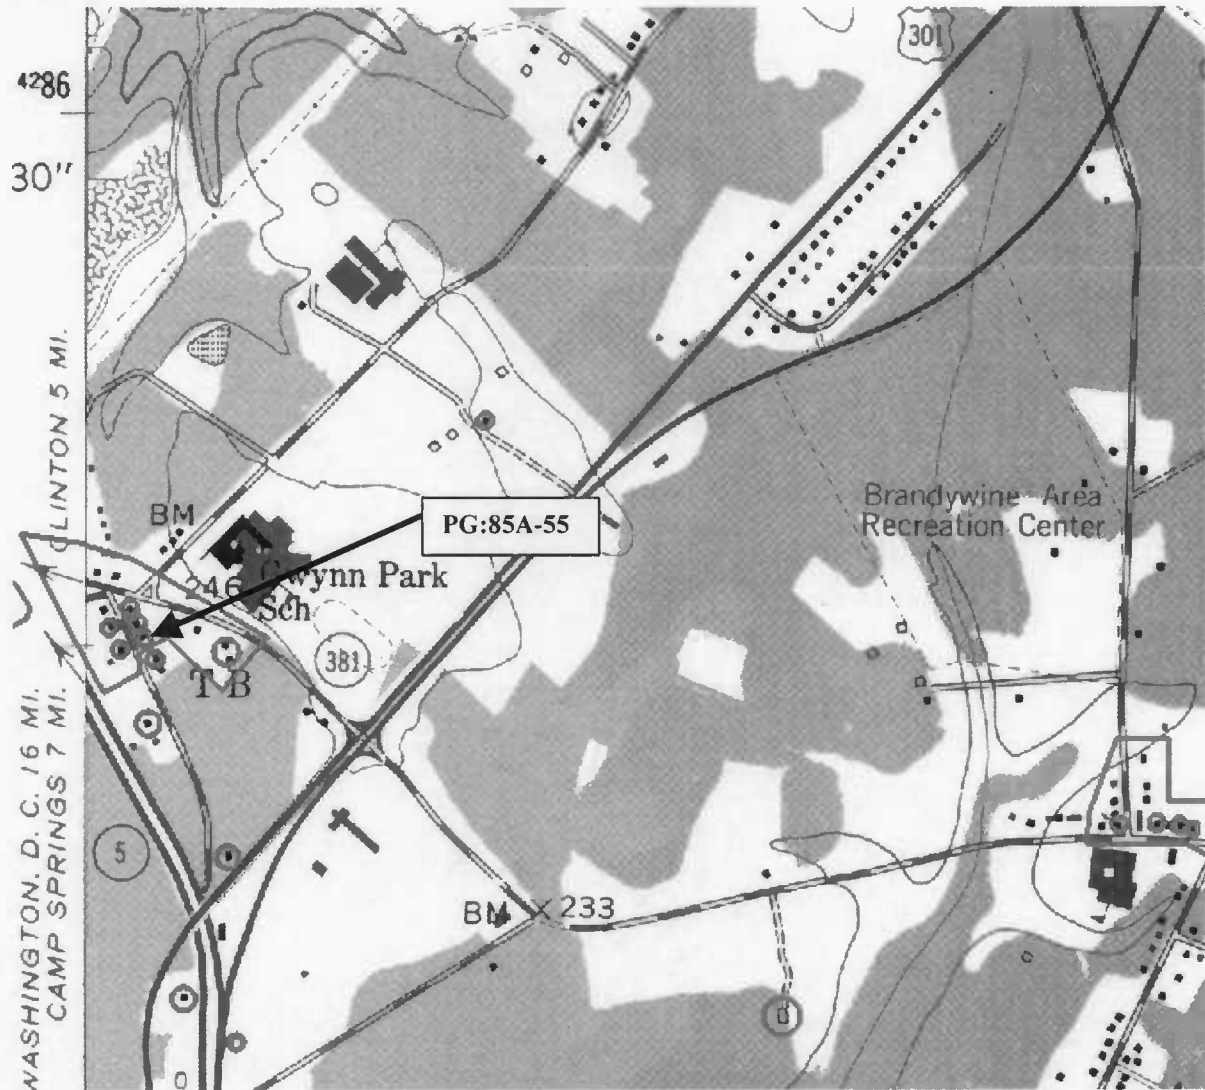 301
4286
30"
CLINTON 5 MI.
Brandywine Area
Recreation Center
PG:85A-55
BM
246
Gwynn Park
Sch
381
T B
WASHINGTON, D. C. 16 MI.
CAMP SPRINGS 7 MI.
5
BM
233